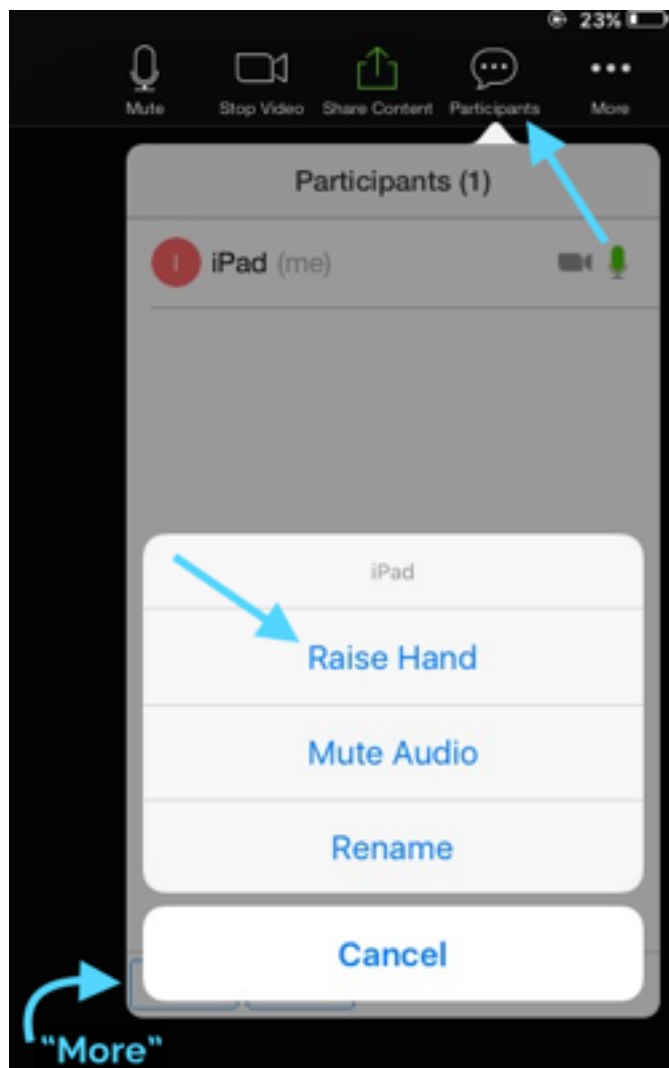 23%
Mute Stop Video Share Content Participants More
Participants (1)
I iPad (me)
iPad
Raise Hand
Mute Audio
Rename
Cancel
"More"